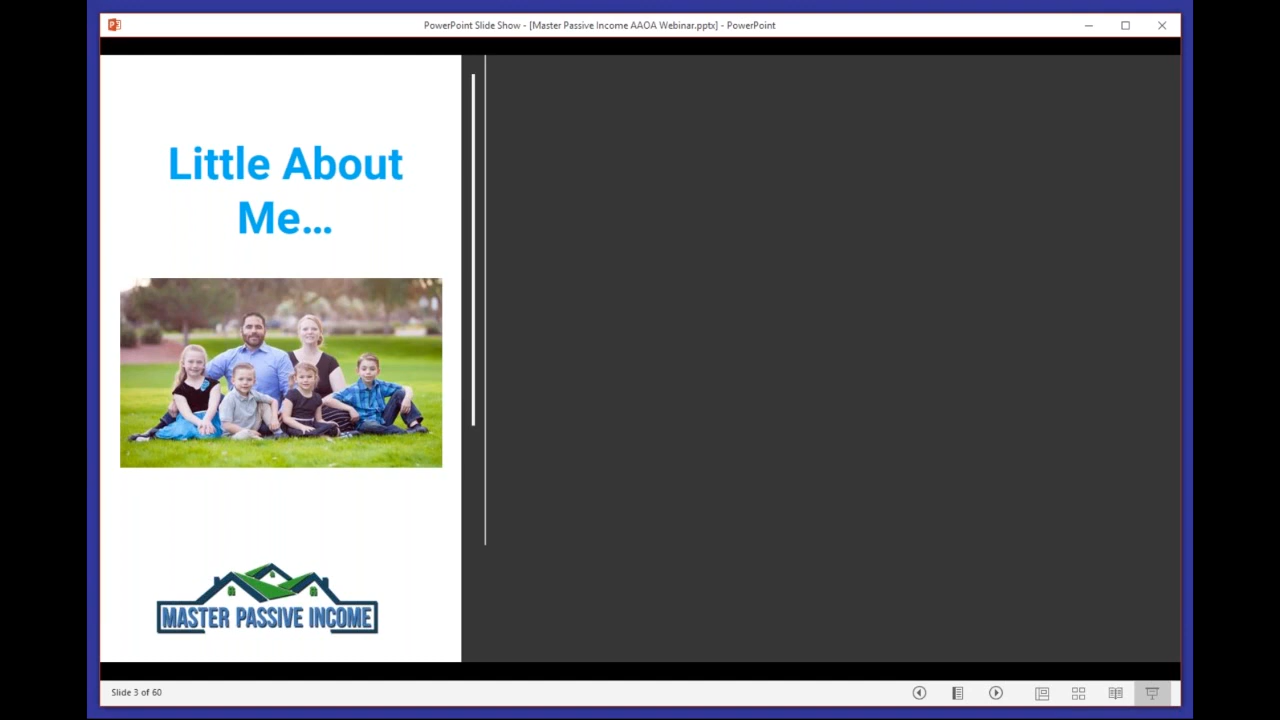 PowerPoint Slide Show - [Master Passive Income AAOA Webinar.pptx] - PowerPoint
Little About
Me...
MASTER PASSIVE INCOME
Slide 3 of 60